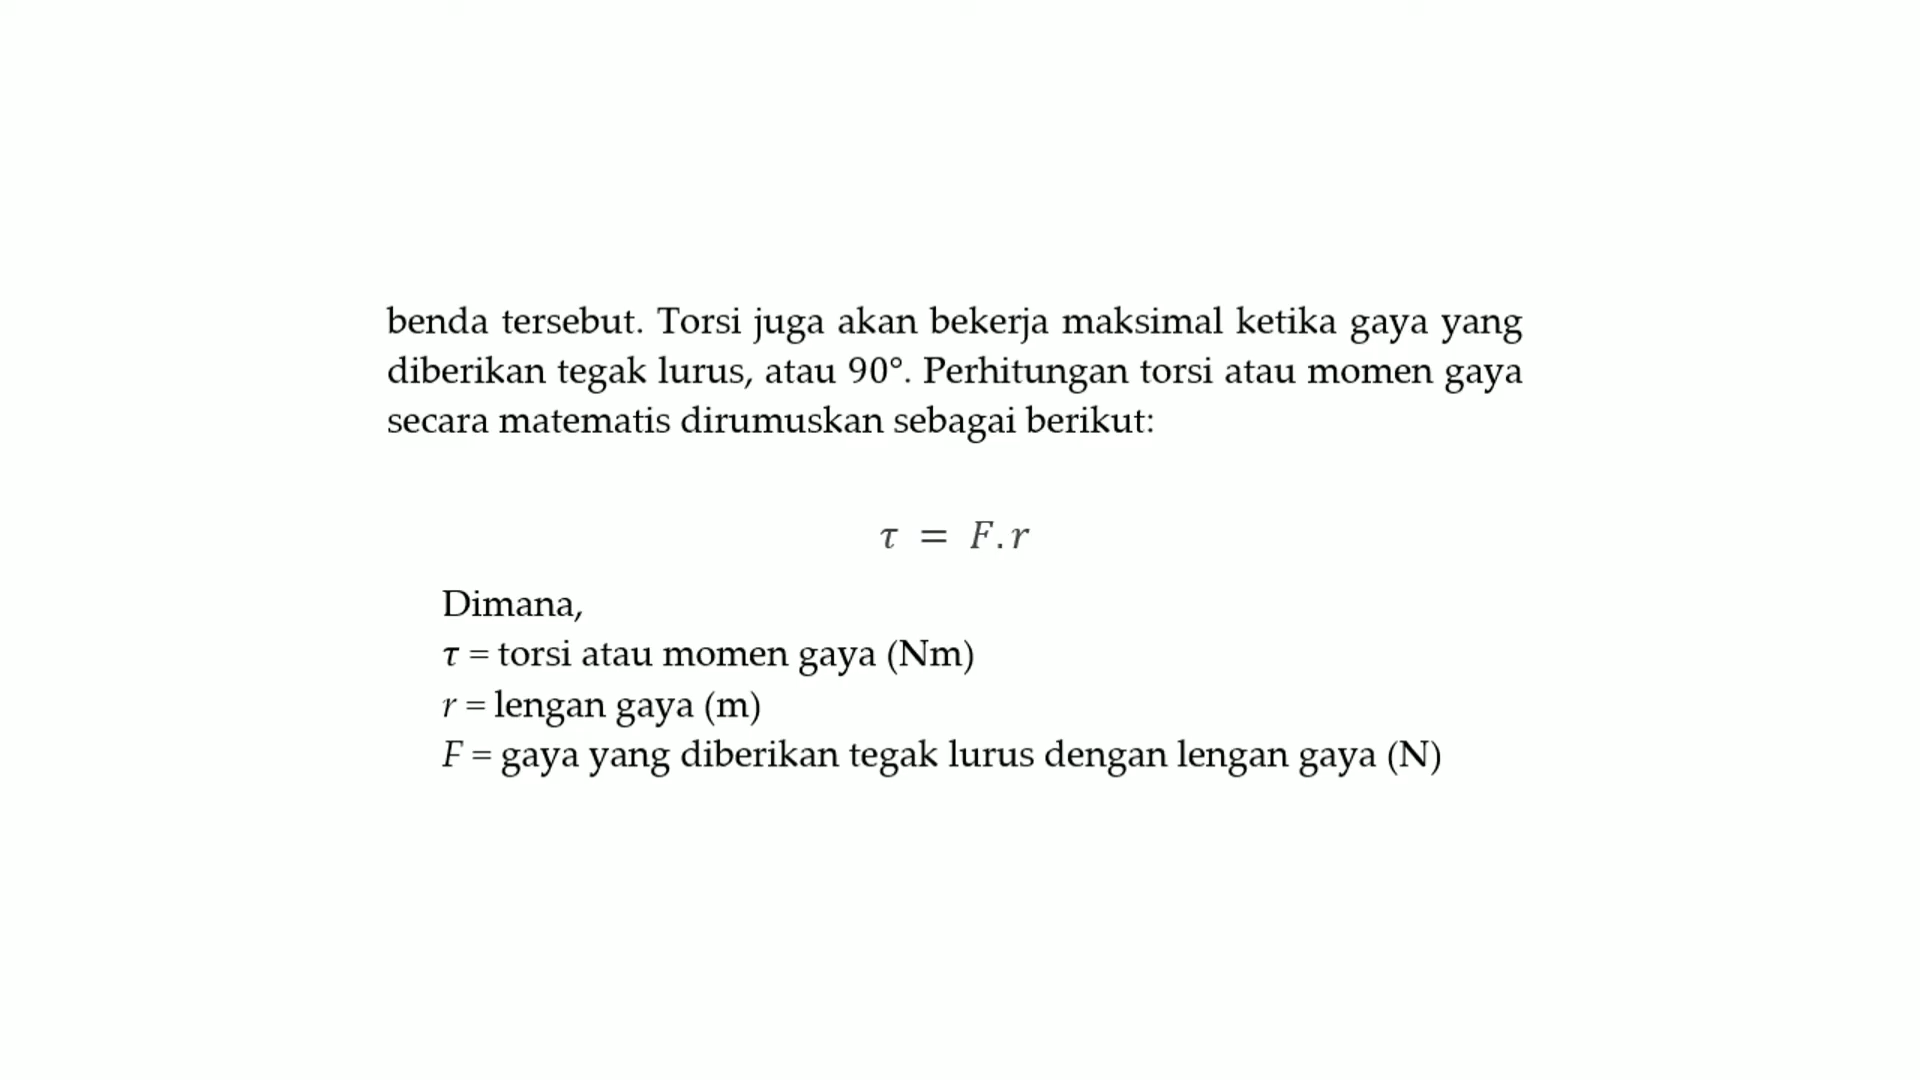 benda tersebut. Torsi juga akan bekerja maksimal ketika gaya yang
diberikan tegak lurus, atau 90°. Perhitungan torsi atau momen gaya
secara matematis dirumuskan sebagai berikut:
τ = F.r
Dimana,
τ = torsi atau momen gaya (Nm)
r = lengan gaya (m)
F = gaya yang diberikan tegak lurus dengan lengan gaya (N)